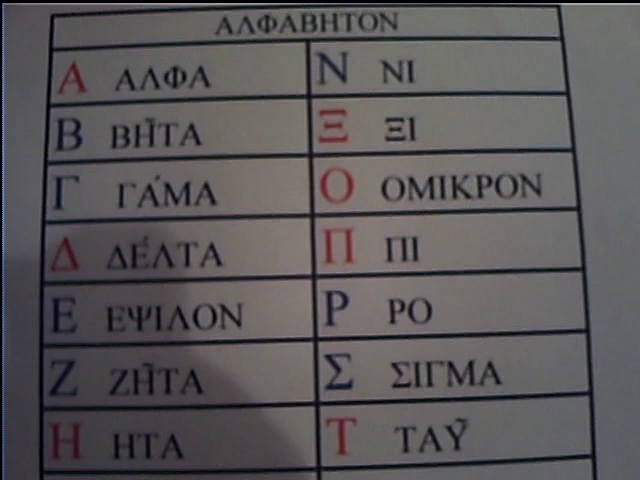 ΑΛΦΑΒΗΤΟΝ
Α ΑΛΦΑ
Β ΒΗ̃ΤΑ
Γ ΓΆΜΑ
Δ ΔΈΛΤΑ
Ε ΕΨΙΛΟΝ
Ζ ΖΗ̃ΤΑ
Η ΗΤΑ
Ν ΝΙ
Ξ ΞΙ
Ο ΟΜΙΚΡΟΝ
Π ΠΙ
Ρ ΡΟ
Σ ΣΙΓΜΑ
Τ ΤΑΥ̃